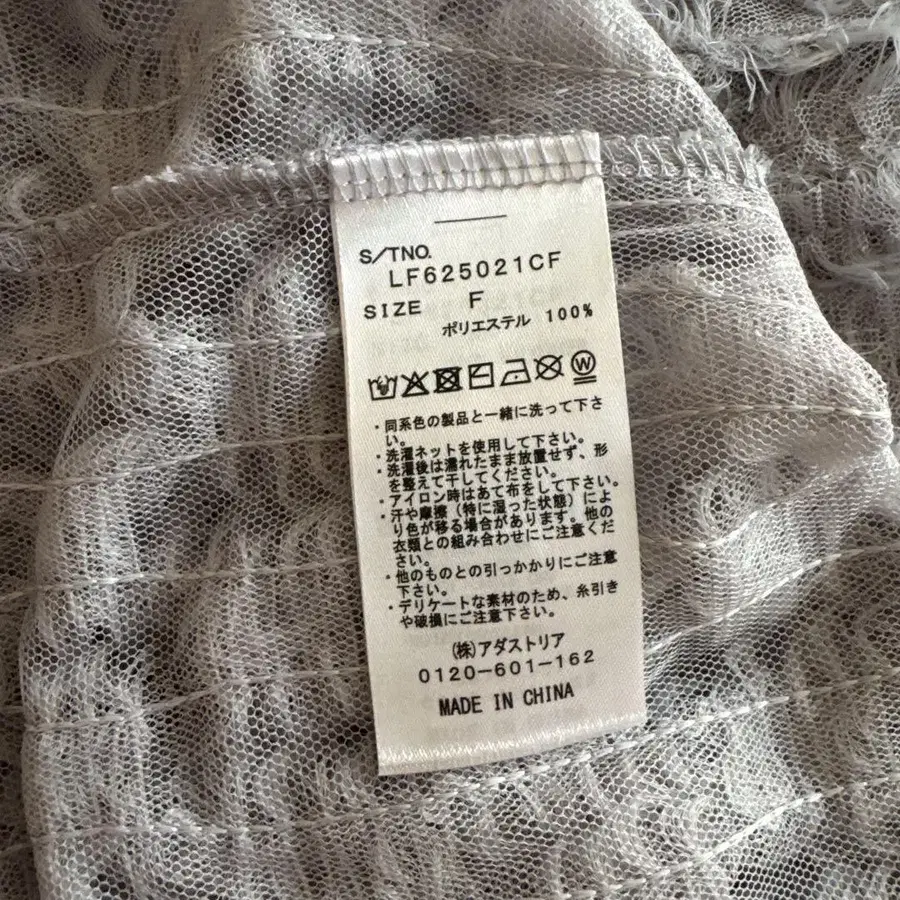 S/TNO.
LF625021CF
SIZE F
ポリエステル 100%
W
・同系色の製品と一緒に洗って下さ
い。
・洗濯ネットを使用して下さい。
・洗濯後は濡れたまま放置せず、形
を整えて干してください。
・アイロン時はあて布をして下さい。
・汗や摩擦（特に湿った状態）によ
り色が移る場合があります。他の
衣類との組み合わせにご注意くだ
さい。
・他のものとの引っかかりにご注意
下さい。
・デリケートな素材のため、糸引き
や破損にご注意下さい。
(株)アダストリア
0120-601-162
MADE IN CHINA